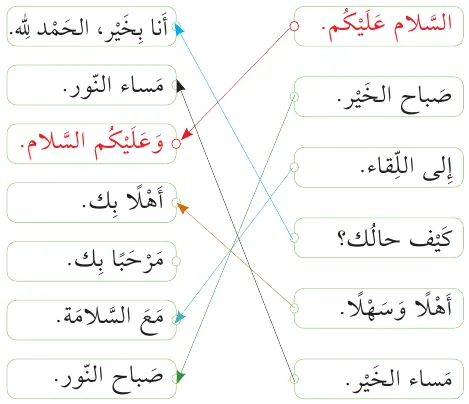 السَّلام عَلَيْكُم.
صَباح الخَيْر.
إِلى اللِّقاء.
كَيْف حالُك؟
أَهْلًا وَسَهْلًا.
مَساء الخَيْر.
أَنا بِخَيْر، الحَمْد لِله.
مَساء النّور.
وَعَلَيْكُم السَّلام.
أَهْلًا بِك.
مَرْحَبًا بِك.
مَعَ السَّلامَة.
صَباح النّور.